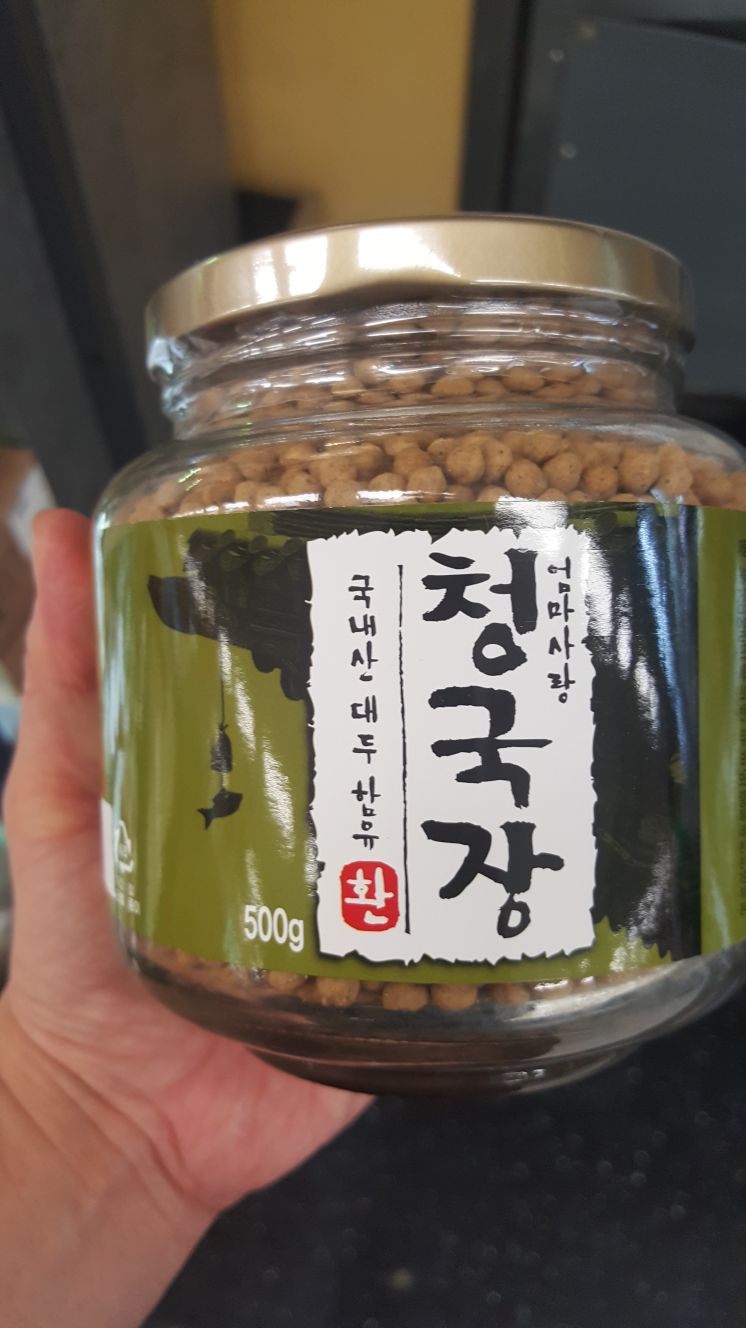 엄마사랑
청국장
국내산 대두 함유
환
500g